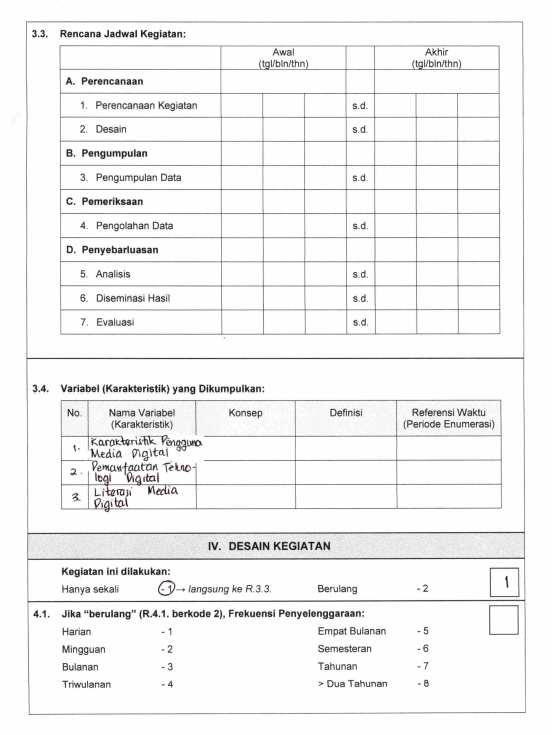 3.3. Rencana Jadwal Kegiatan:
Awal Akhir
(tgl/bln/thn) (tgl/bln/thn)
A. Perencanaan
1. Perencanaan Kegiatan s.d.
2. Desain s.d.
B. Pengumpulan
3. Pengumpulan Data s.d.
C. Pemeriksaan
4. Pengolahan Data s.d.
D. Penyebarluasan
5. Analisis s.d.
6. Diseminasi Hasil s.d.
7. Evaluasi s.d.
3.4. Variabel (Karakteristik) yang Dikumpulkan:
No. Nama Variabel Konsep Definisi Referensi Waktu
(Karakteristik) (Periode Enumerasi)
1. Karakteristik Pengguna
Media Digital
2. Pemanfaatan Tekno-
logi Digital
3. Literasi Media
Digital
IV. DESAIN KEGIATAN
Kegiatan ini dilakukan:
Hanya sekali - 1 → langsung ke R.3.3. Berulang - 2 1
4.1. Jika “berulang” (R.4.1. berkode 2), Frekuensi Penyelenggaraan:
Harian - 1 Empat Bulanan - 5
Mingguan - 2 Semesteran - 6
Bulanan - 3 Tahunan - 7
Triwulanan - 4 > Dua Tahunan - 8